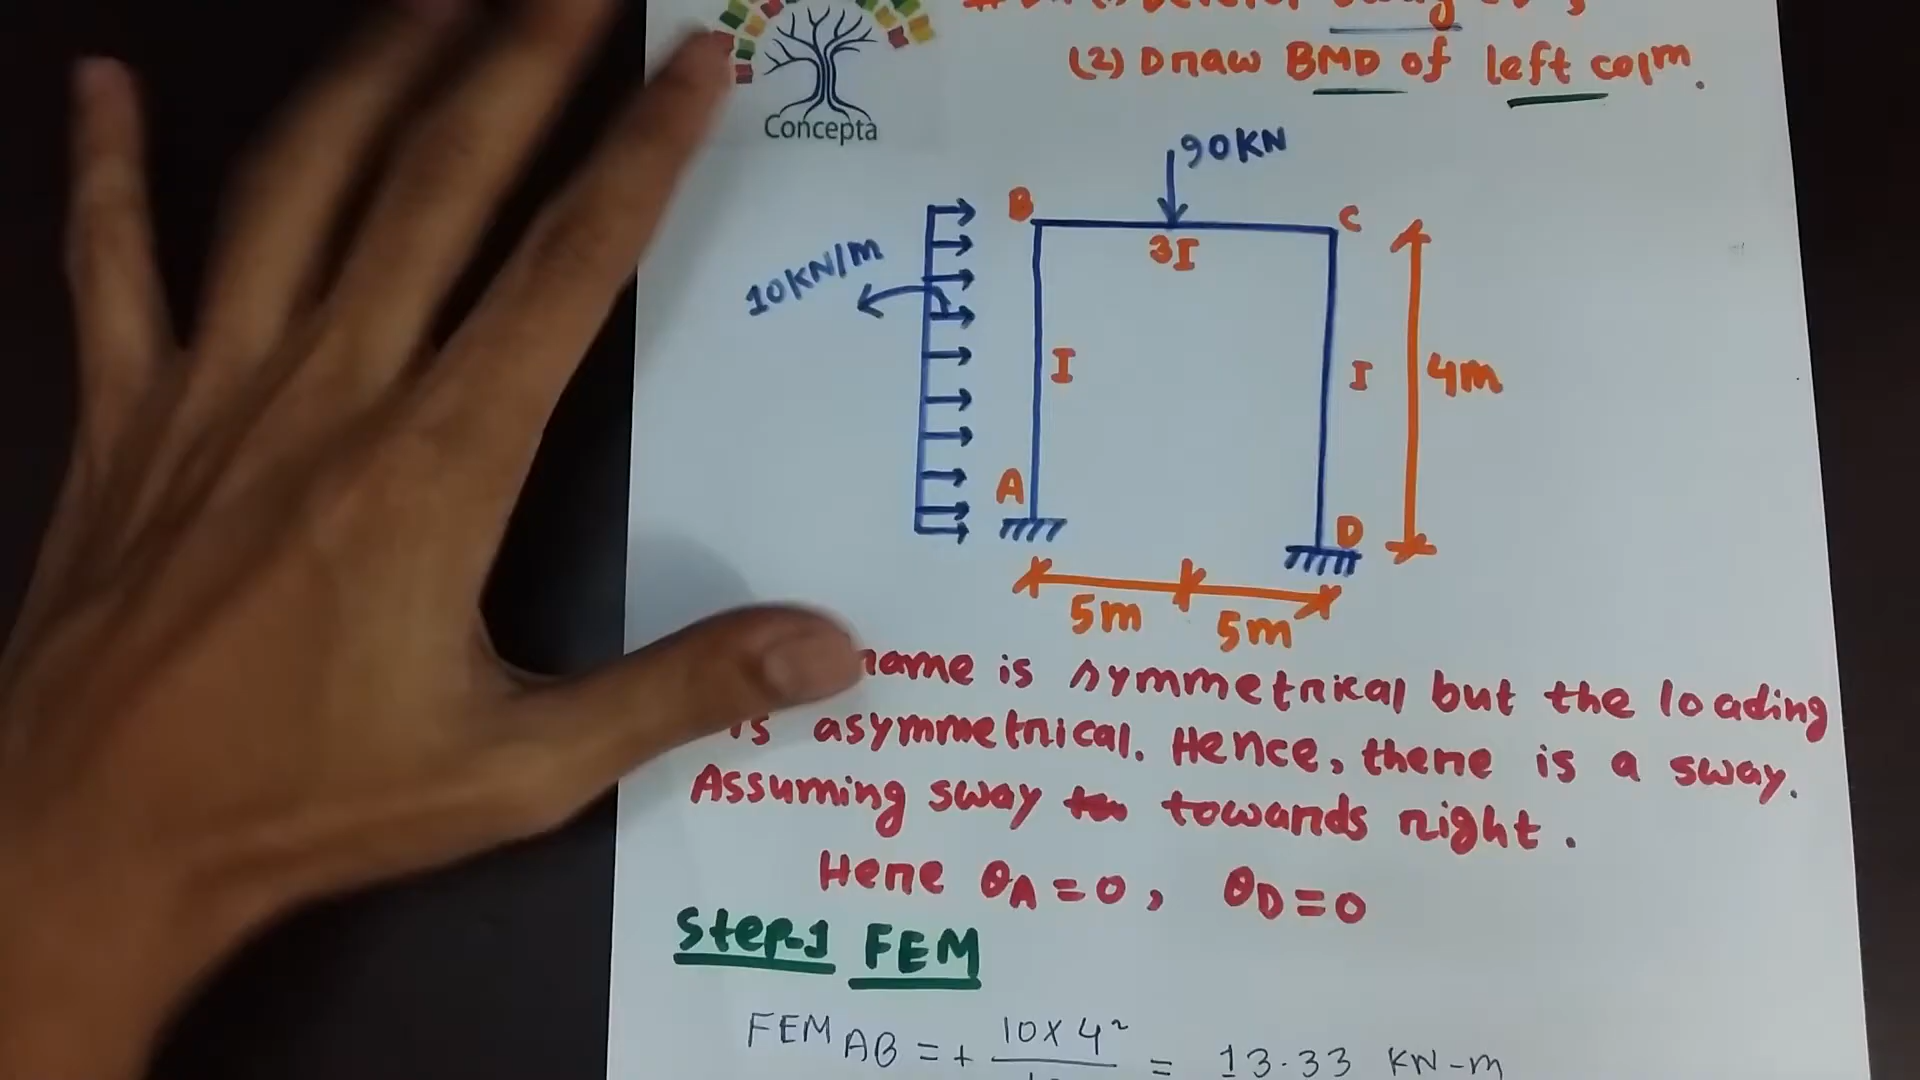 (2) Draw BMD of left colm.
Concepta
90KN
B
C
3I
10KN/m
I
I
4m
A
D
5m
5m
is symmetrical but the loading
is asymmetrical. Hence, there is a sway.
Assuming sway towards right.
Here θA=0, θD=0
Step-1 FEM
FEM AB = + 10×4² = 13.33 KN-m